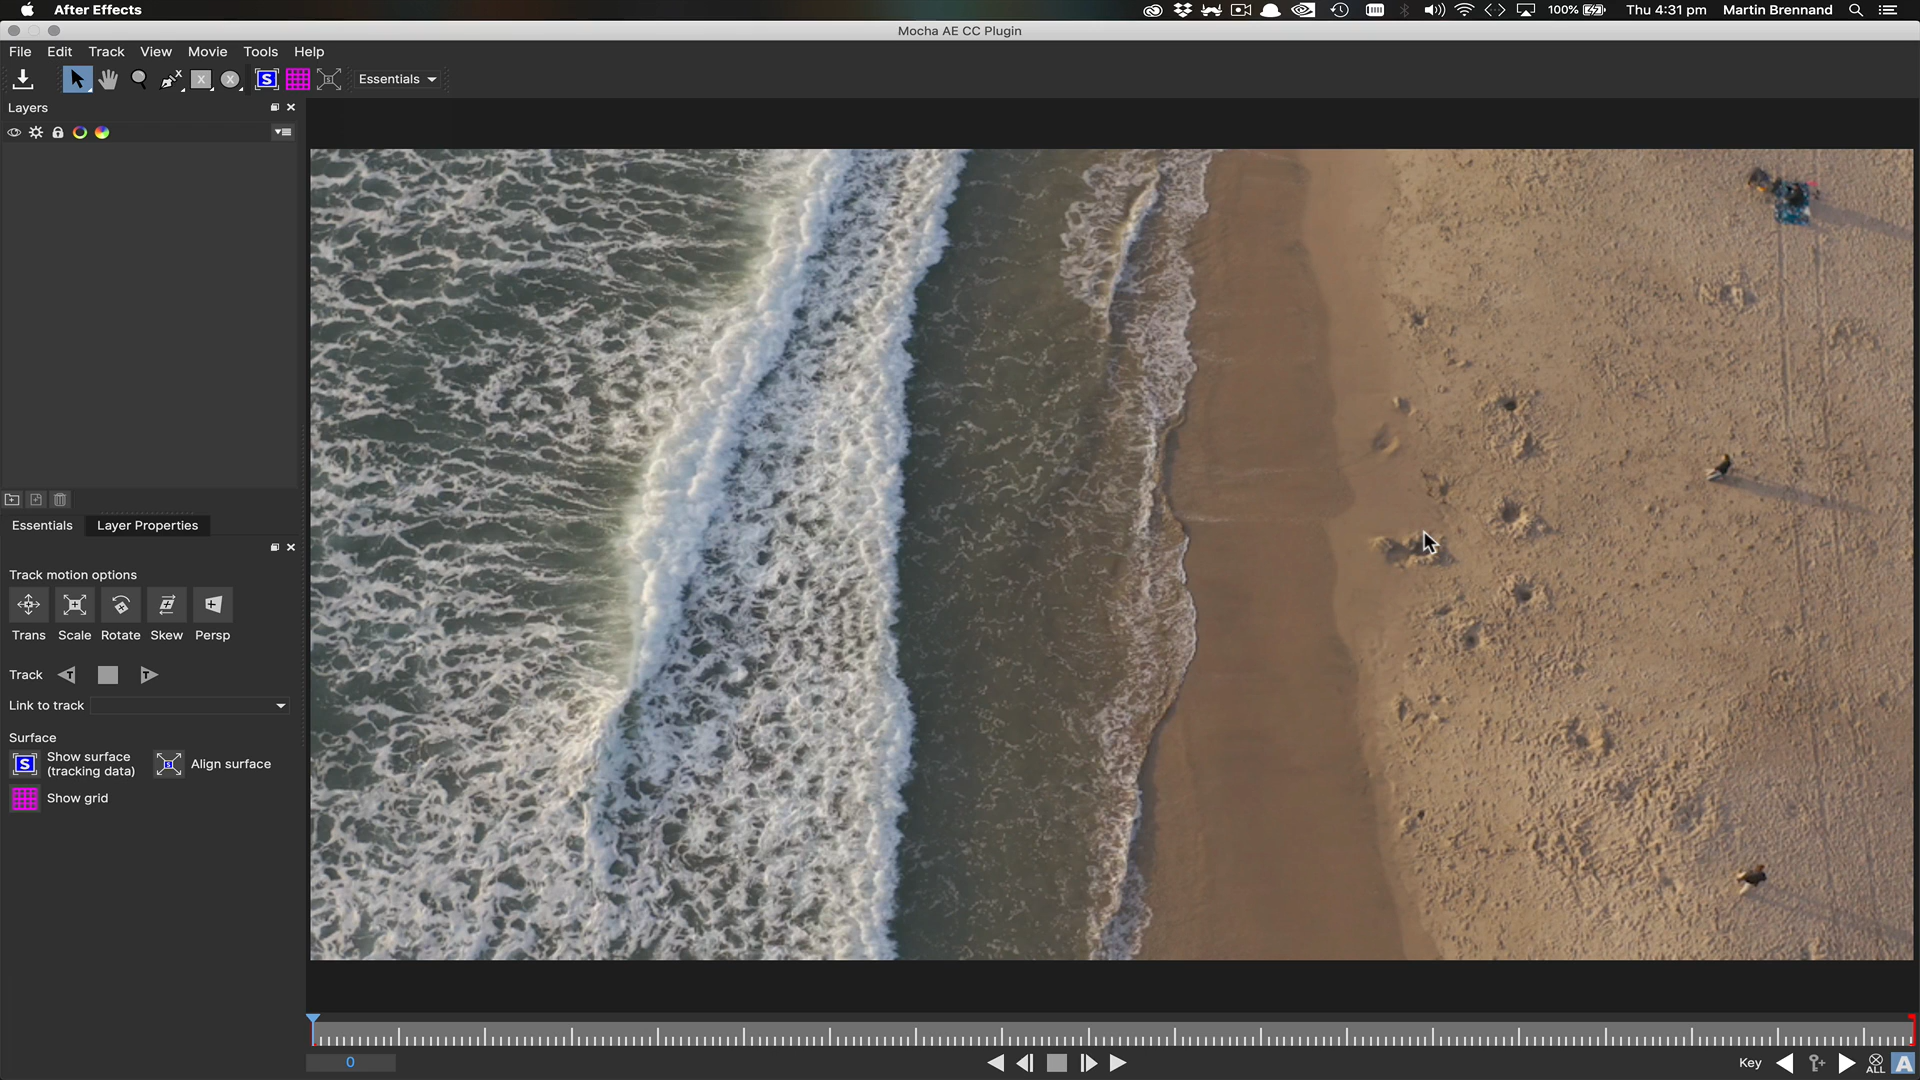 After Effects
100%
Thu 4:31 pm
Martin Brennand
Mocha AE CC Plugin
File Edit Track View Movie Tools Help
Essentials
Layers
Essentials Layer Properties
Track motion options
Trans Scale Rotate Skew Persp
Track
Link to track
Surface
S Show surface
(tracking data)
Align surface
Show grid
0
Key
ALL
A